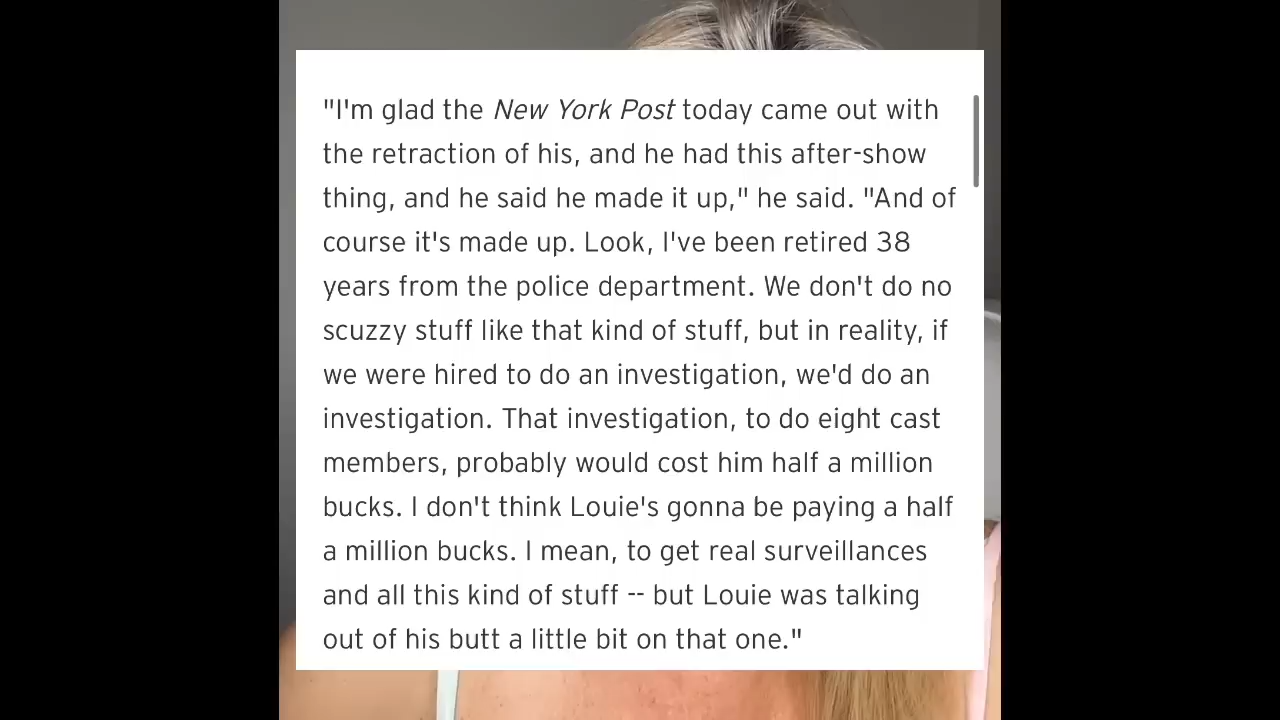 "I'm glad the New York Post today came out with
the retraction of his, and he had this after-show
thing, and he said he made it up," he said. "And of
course it's made up. Look, I've been retired 38
years from the police department. We don't do no
scuzzy stuff like that kind of stuff, but in reality, if
we were hired to do an investigation, we'd do an
investigation. That investigation, to do eight cast
members, probably would cost him half a million
bucks. I don't think Louie's gonna be paying a half
a million bucks. I mean, to get real surveillances
and all this kind of stuff -- but Louie was talking
out of his butt a little bit on that one."